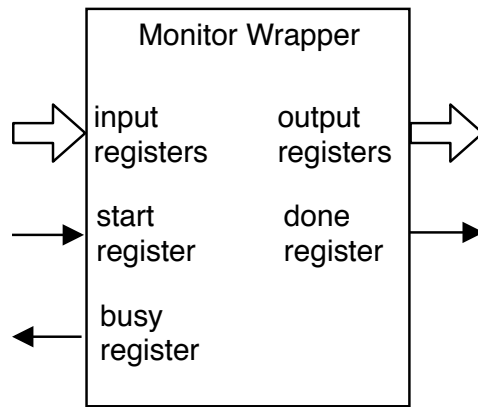 Monitor Wrapper
input
registers
output
registers
start
register
done
register
busy
register